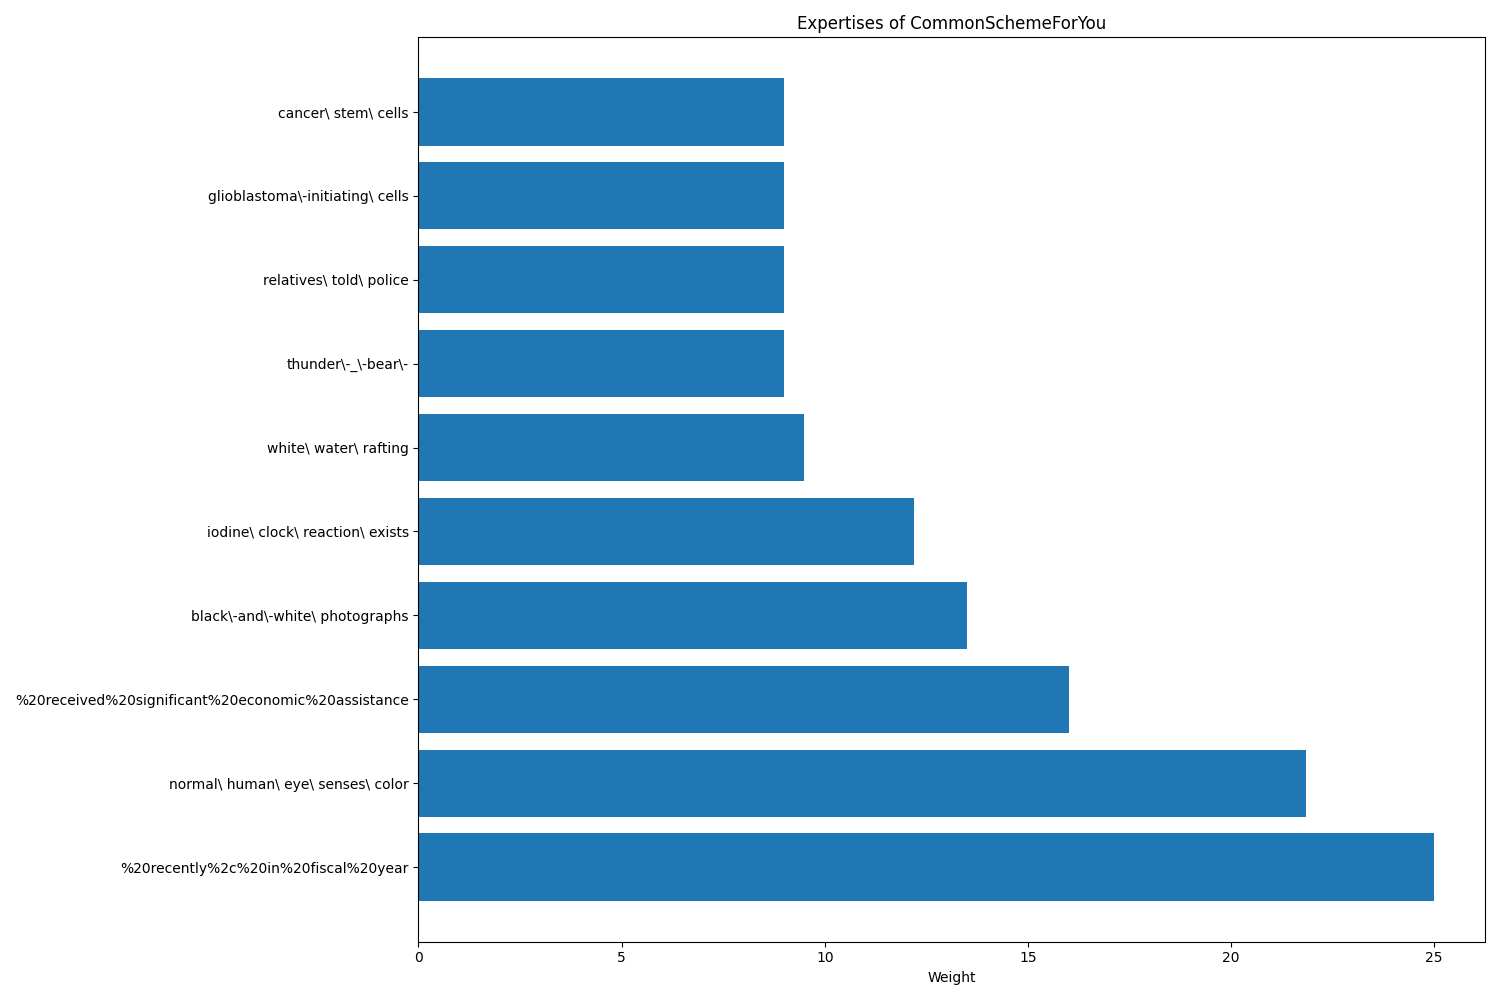 Expertises of CommonSchemeForYou
cancer\ stem\ cells
glioblastoma\-initiating\ cells
relatives\ told\ police
thunder\-_\-bear\-
white\ water\ rafting
iodine\ clock\ reaction\ exists
black\-and\-white\ photographs
%20received%20significant%20economic%20assistance
normal\ human\ eye\ senses\ color
%20recently%2c%20in%20fiscal%20year
0 5 10 15 20 25
Weight